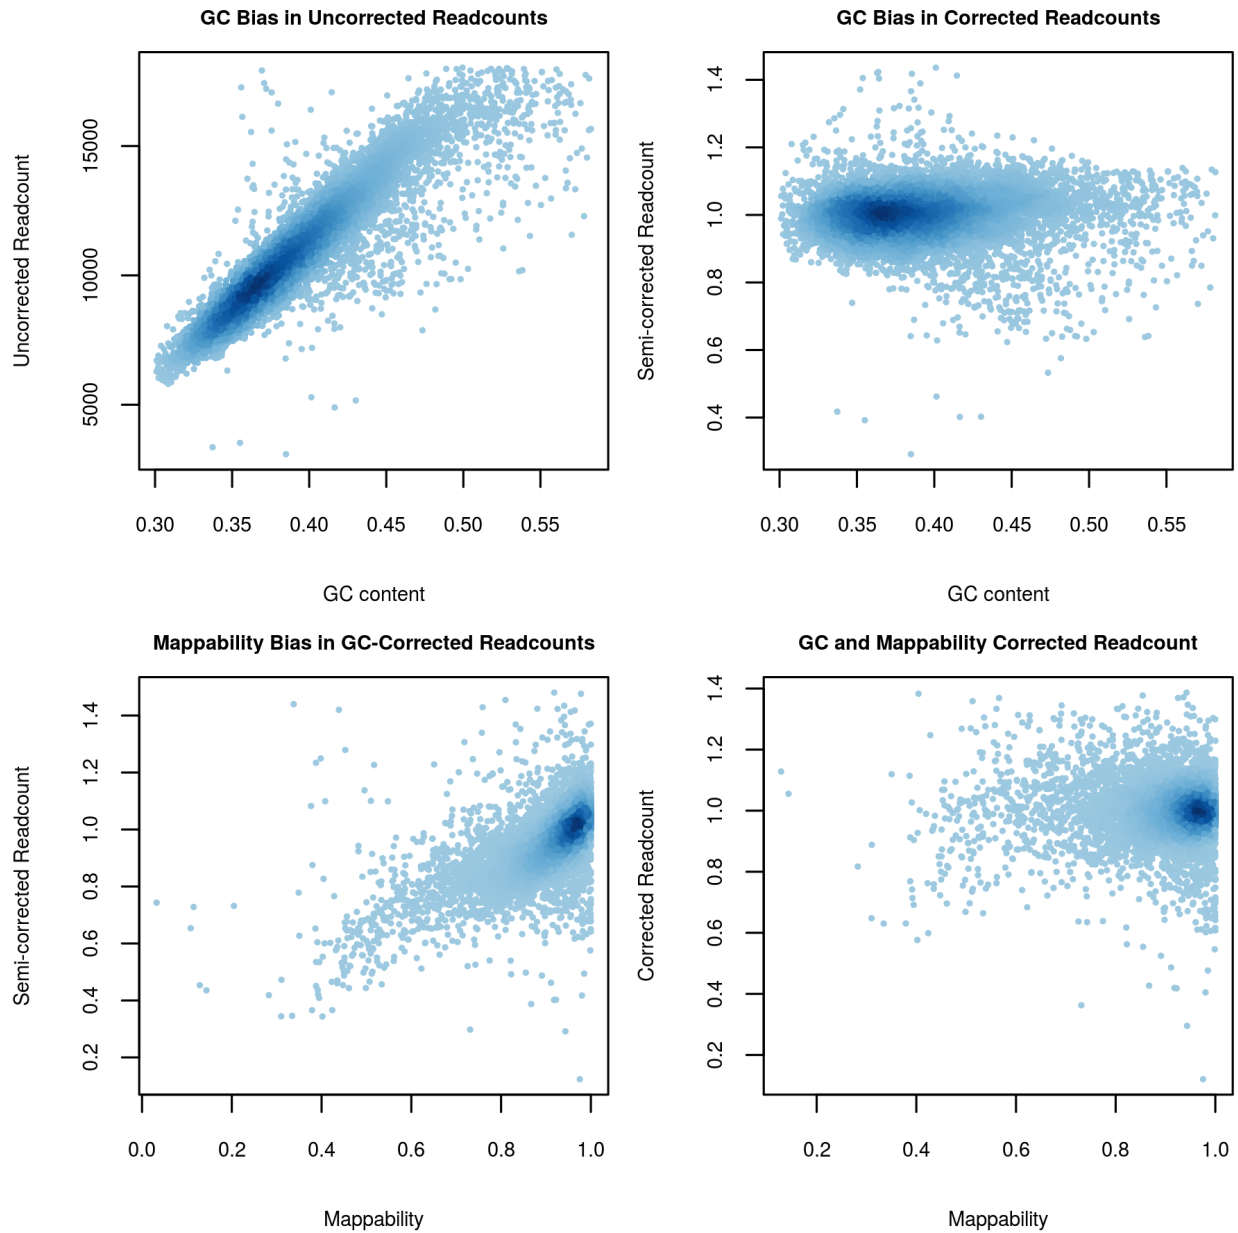 GC Bias in Uncorrected Readcounts
Uncorrected Readcount
15000
10000
5000
0.30 0.35 0.40 0.45 0.50 0.55
GC content
GC Bias in Corrected Readcounts
Semi-corrected Readcount
1.4
1.2
1.0
0.8
0.6
0.4
0.30 0.35 0.40 0.45 0.50 0.55
GC content
Mappability Bias in GC-Corrected Readcounts
Semi-corrected Readcount
1.4
1.2
1.0
0.8
0.6
0.4
0.2
0.0 0.2 0.4 0.6 0.8 1.0
Mappability
GC and Mappability Corrected Readcount
Corrected Readcount
1.4
1.2
1.0
0.8
0.6
0.4
0.2
0.2 0.4 0.6 0.8 1.0
Mappability